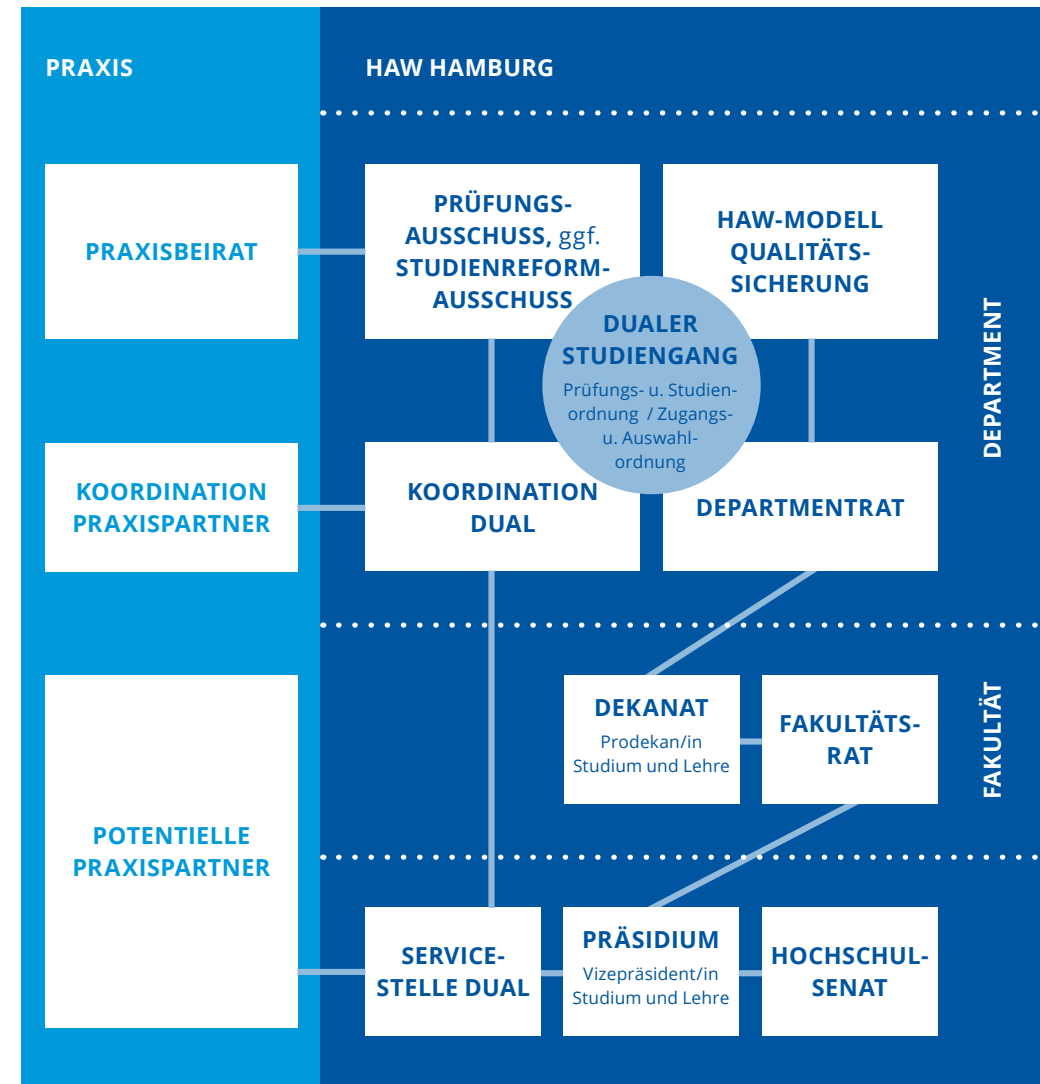 PRAXIS
HAW HAMBURG
PRAXISBEIRAT
PRÜFUNGS-
AUSSCHUSS, ggf.
STUDIENREFORM-
AUSSCHUSS
HAW-MODELL
QUALITÄTS-
SICHERUNG
DUALER
STUDIENGANG
Prüfungs- u. Studien-
ordnung / Zugangs-
u. Auswahl-
ordnung
DEPARTMENT
KOORDINATION
PRAXISPARTNER
KOORDINATION
DUAL
DEPARTMENTRAT
DEKANAT
Prodekan/in
Studium und Lehre
FAKULTÄTS-
RAT
FAKULTÄT
POTENTIELLE
PRAXISPARTNER
SERVICE-
STELLE DUAL
PRÄSIDIUM
Vizepräsident/in
Studium und Lehre
HOCHSCHUL-
SENAT